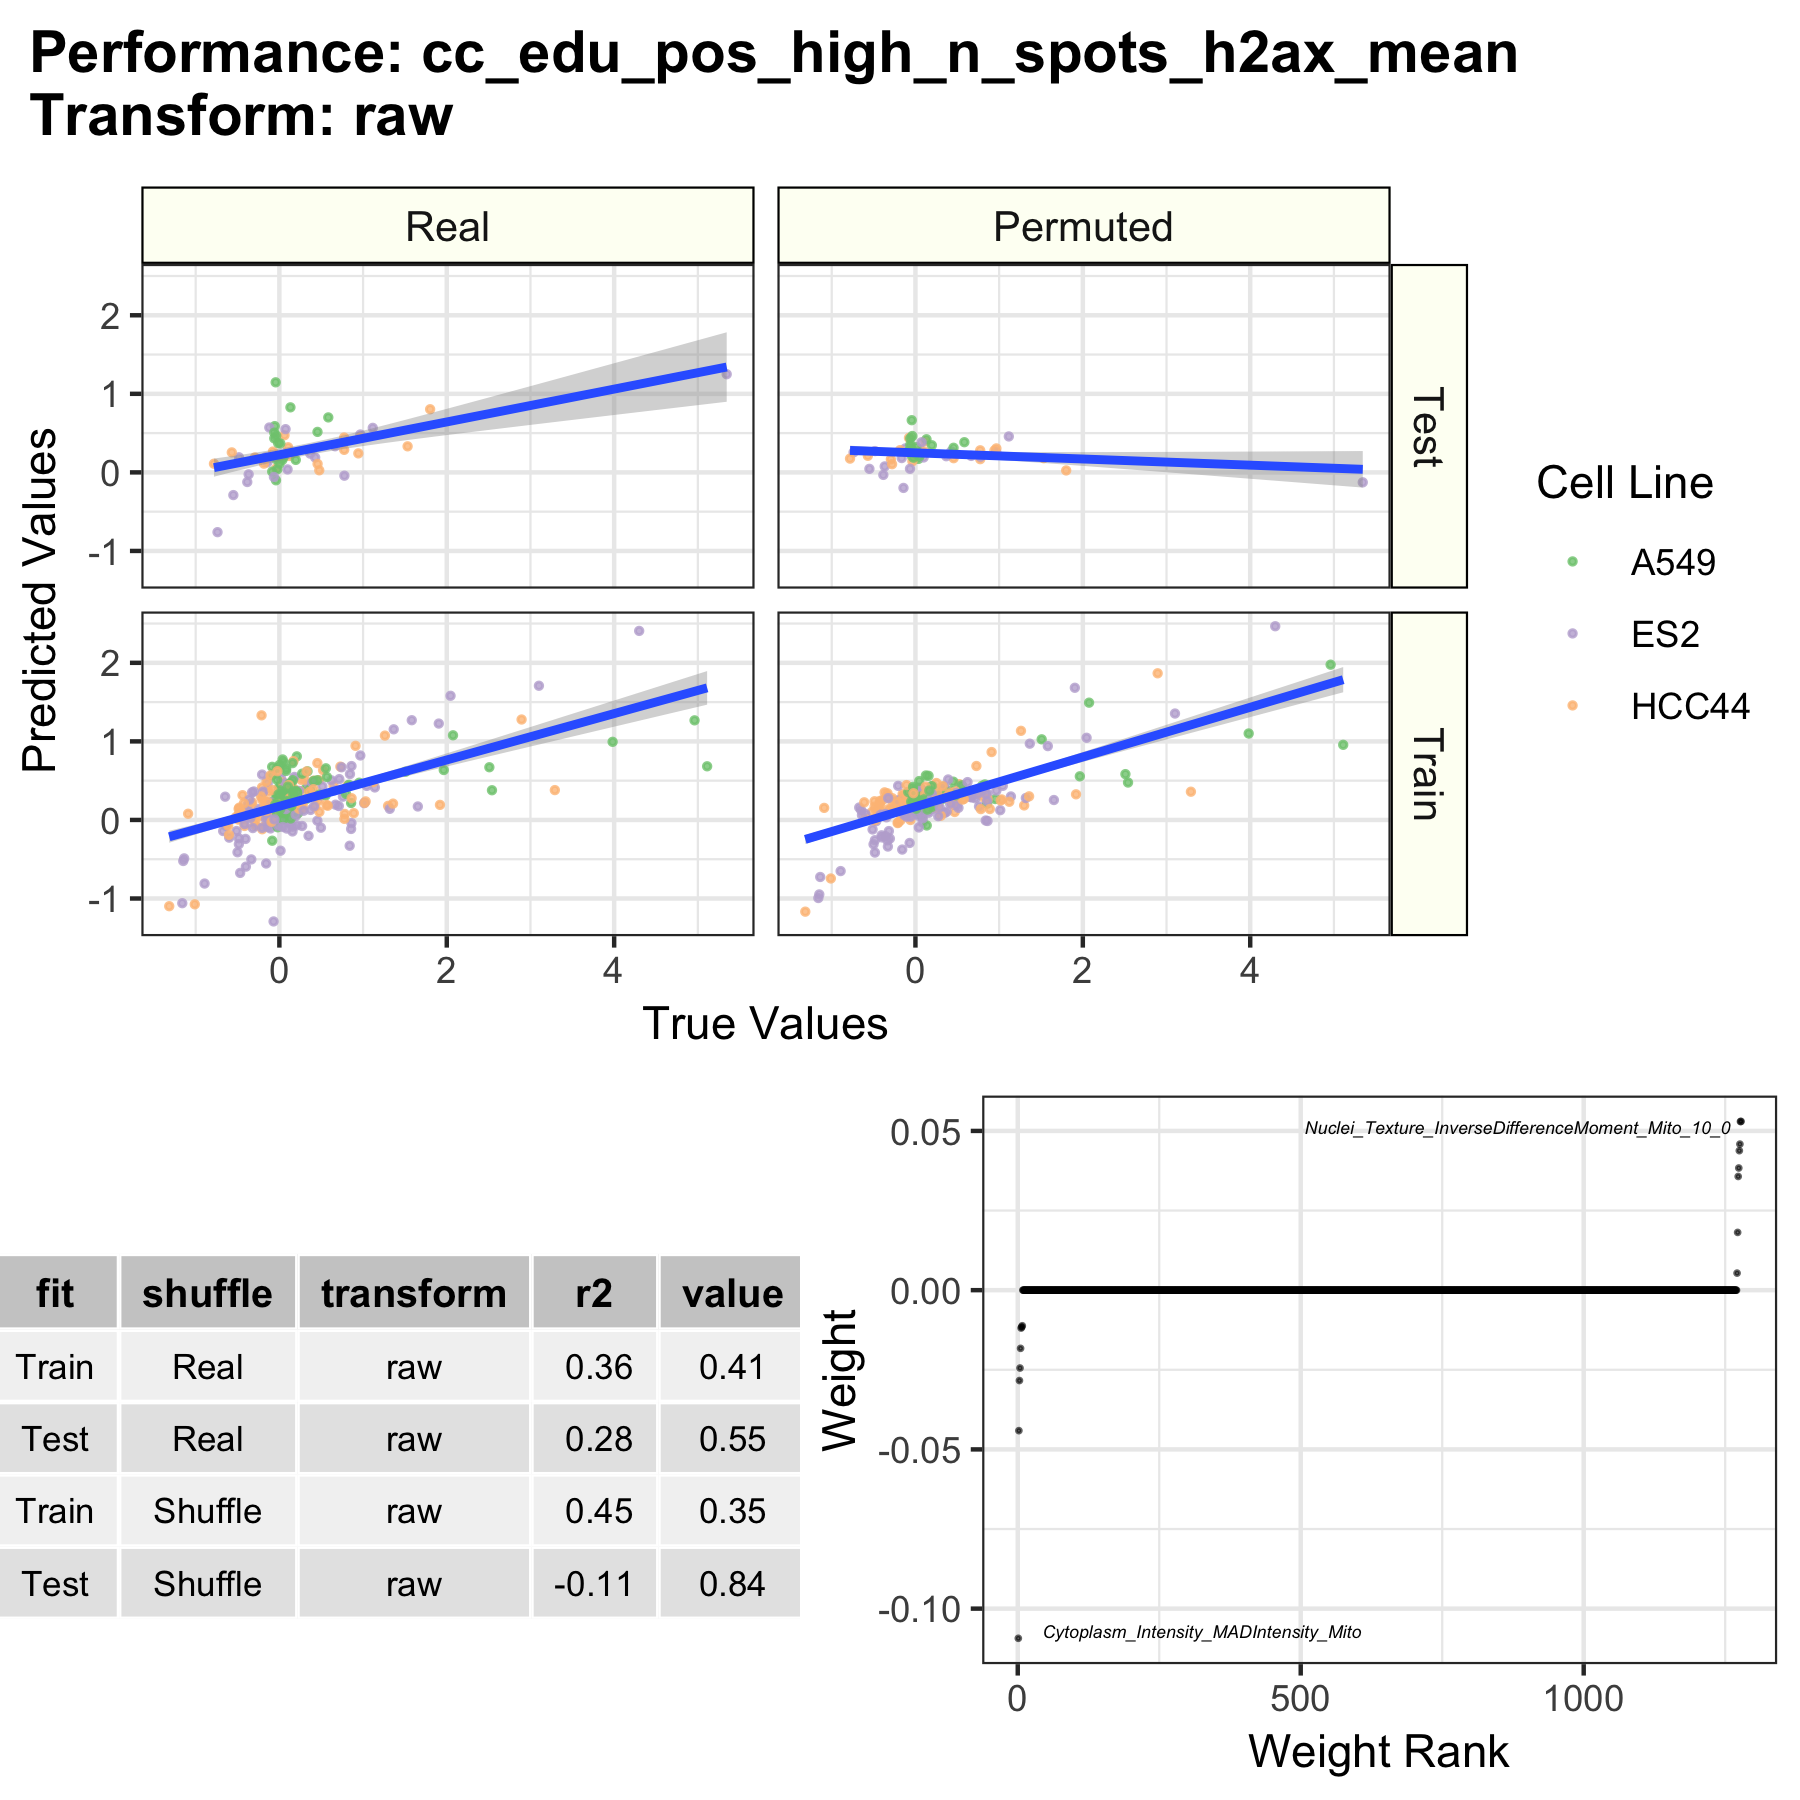 Performance: cc_edu_pos_high_n_spots_h2ax_mean
Transform: raw
Real
Permuted
2
1
0
-1
Test
2
1
0
-1
Train
0
2
4
0
2
4
Predicted Values
True Values
Cell Line
A549
ES2
HCC44
fit shuffle transform r2 value
Train Real raw 0.36 0.41
Test Real raw 0.28 0.55
Train Shuffle raw 0.45 0.35
Test Shuffle raw -0.11 0.84
Weight
0.05
0.00
-0.05
-0.10
Nuclei_Texture_InverseDifferenceMoment_Mito_10_0
Cytoplasm_Intensity_MADIntensity_Mito
0
500
1000
Weight Rank